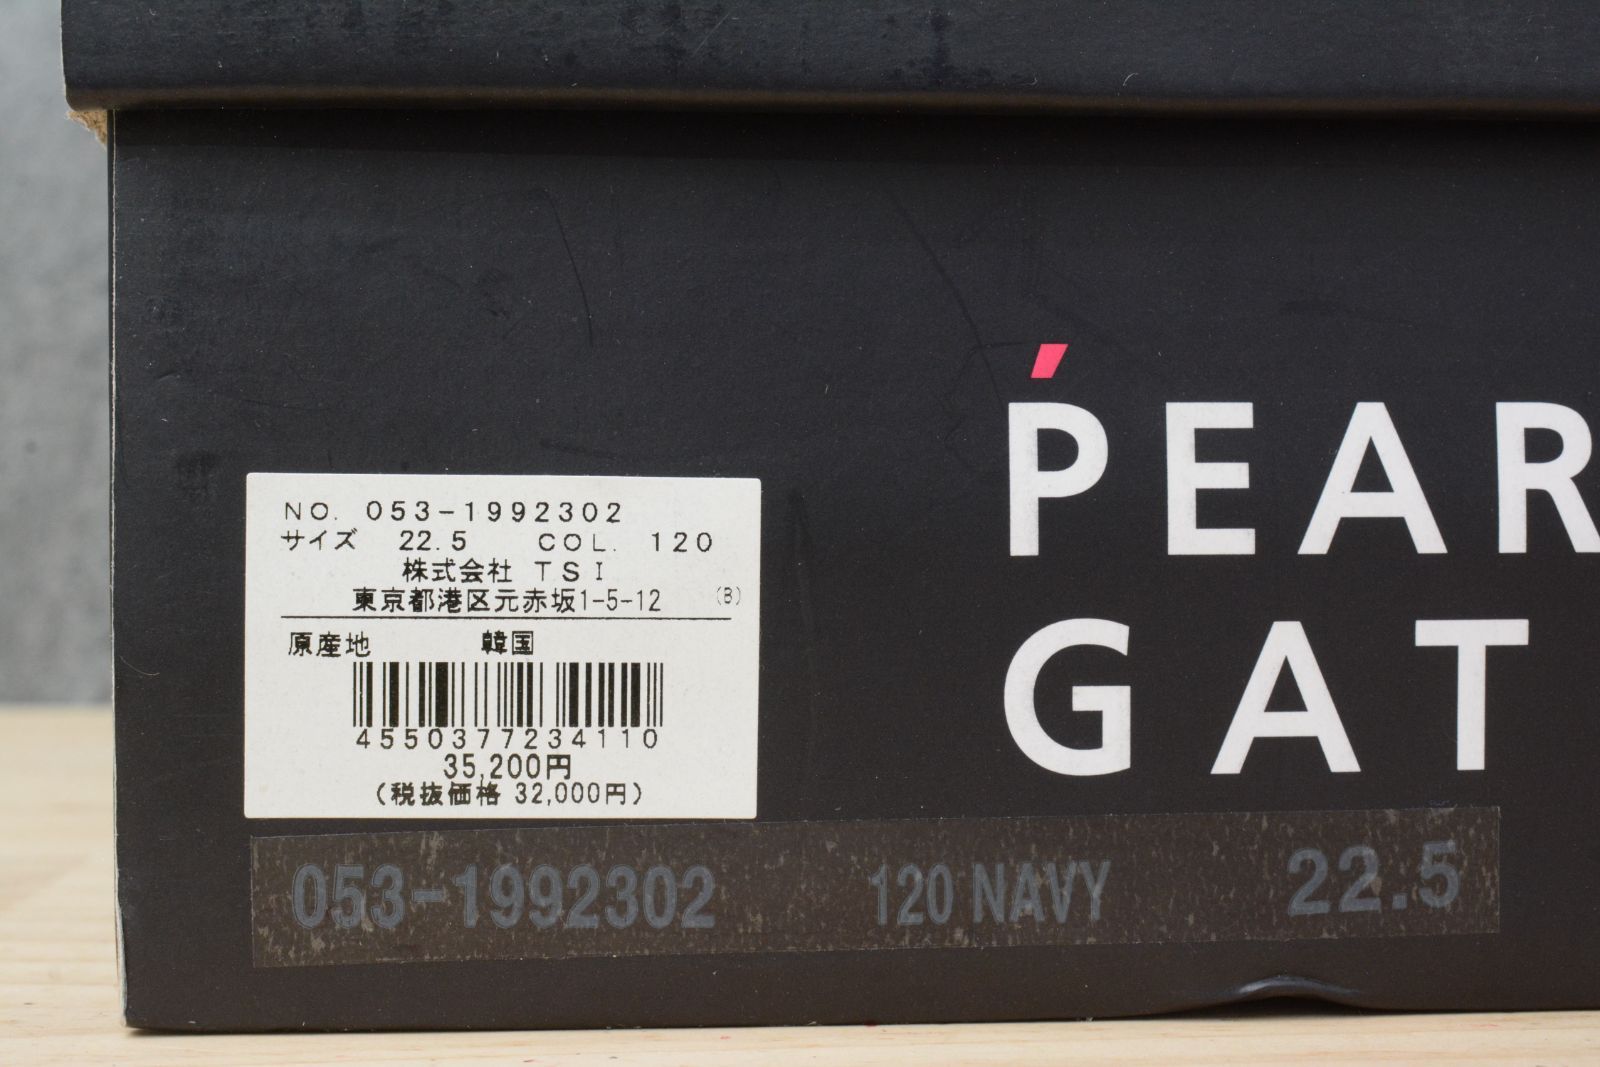 PEAR
GAT
NO. 053-1992302
サイズ 22.5 COL. 120
株式会社 TSI
東京都港区元赤坂1-5-12 (8)
原産地 韓国
4550377234110
35,200円
(税抜価格 32,000円)
053-1992302 120 NAVY 22.5